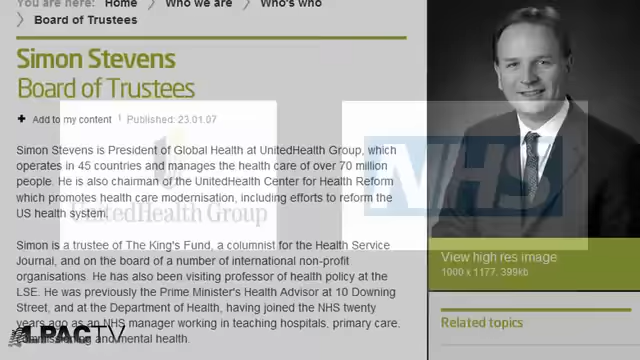 You are here: Home > Who we are > Who's who
> Board of Trustees
Simon Stevens
Board of Trustees
+ Add to my content | Published: 23.01.07
Simon Stevens is President of Global Health at UnitedHealth Group, which
operates in 45 countries and manages the health care of over 70 million
people. He is also chairman of the UnitedHealth Center for Health Reform
which promotes health care modernisation, including efforts to reform the
US health system.
UnitedHealth Group
NHS
Simon is a trustee of The King's Fund, a columnist for the Health Service
Journal, and on the board of a number of international non-profit
organisations. He has also been visiting professor of health policy at the
LSE. He was previously the Prime Minister's Health Advisor at 10 Downing
Street, and at the Department of Health, having joined the NHS twenty
years ago as an NHS manager working in teaching hospitals, primary care,
commissioning and mental health.
View high res image
1000 x 1177, 399kb
Related topics
LPACTV